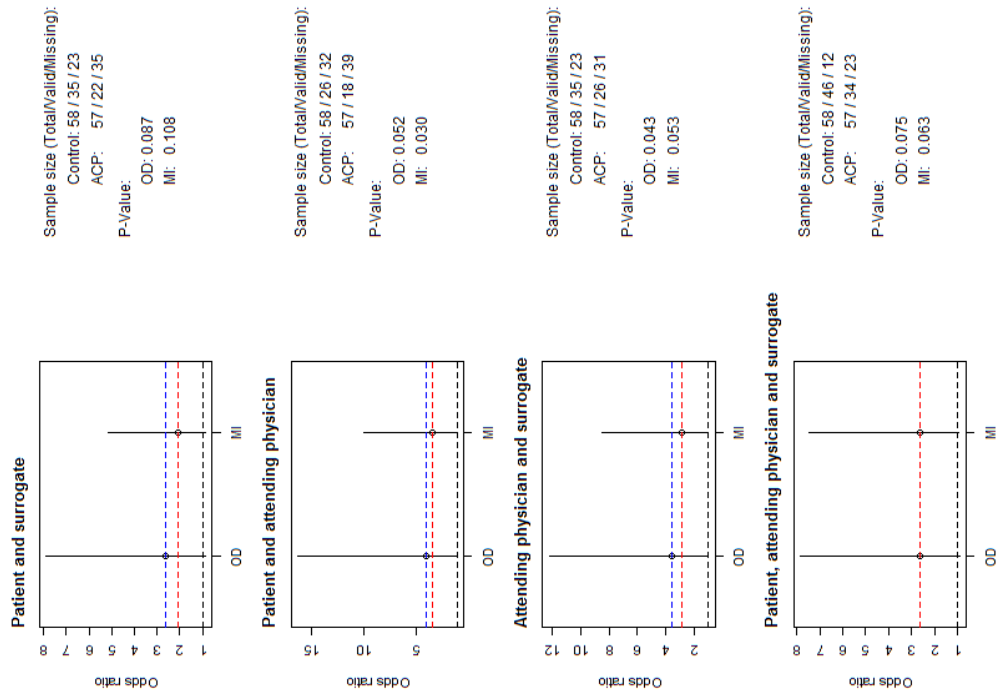 Patient and surrogate
Odds ratio
8
7
6
5
4
3
2
1
OD
MI
Sample size (Total/Valid/Missing):
Control: 58 / 35 / 23
ACP: 57 / 22 / 35
P-Value:
OD: 0.087
MI: 0.108
Patient and attending physician
Odds ratio
15
10
5
OD
MI
Sample size (Total/Valid/Missing):
Control: 58 / 26 / 32
ACP: 57 / 18 / 39
P-Value:
OD: 0.052
MI: 0.030
Attending physician and surrogate
Odds ratio
12
10
8
6
4
2
OD
MI
Sample size (Total/Valid/Missing):
Control: 58 / 35 / 23
ACP: 57 / 26 / 31
P-Value:
OD: 0.043
MI: 0.053
Patient, attending physician and surrogate
Odds ratio
8
7
6
5
4
3
2
1
OD
MI
Sample size (Total/Valid/Missing):
Control: 58 / 46 / 12
ACP: 57 / 34 / 23
P-Value:
OD: 0.075
MI: 0.063